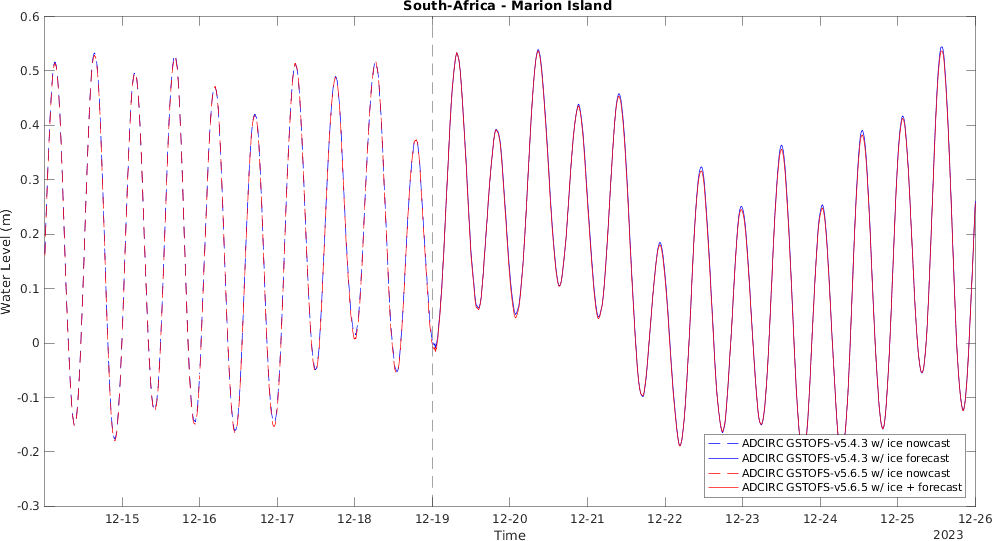 South-Africa - Marion Island
Water Level (m)
0.6
0.5
0.4
0.3
0.2
0.1
0
-0.1
-0.2
-0.3
ADCIRC GSTOFS-v5.4.3 w/ ice nowcast
ADCIRC GSTOFS-v5.4.3 w/ ice forecast
ADCIRC GSTOFS-v5.6.5 w/ ice nowcast
ADCIRC GSTOFS-v5.6.5 w/ ice + forecast
12-15 12-16 12-17 12-18 12-19 12-20 12-21 12-22 12-23 12-24 12-25 12-26
Time
2023